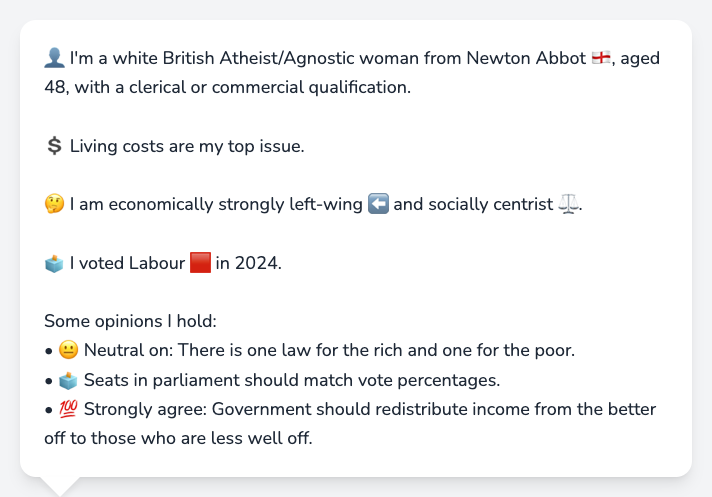 👤 I'm a white British Atheist/Agnostic woman from Newton Abbot 🏴󠁧󠁢󠁥󠁮󠁧󠁿, aged
48, with a clerical or commercial qualification.
💲 Living costs are my top issue.
🤔 I am economically strongly left-wing ⬅️ and socially centrist ⚖️.
🗳️ I voted Labour 🟥 in 2024.
Some opinions I hold:
• 😐 Neutral on: There is one law for the rich and one for the poor.
• 🗳️ Seats in parliament should match vote percentages.
• 💯 Strongly agree: Government should redistribute income from the better
off to those who are less well off.